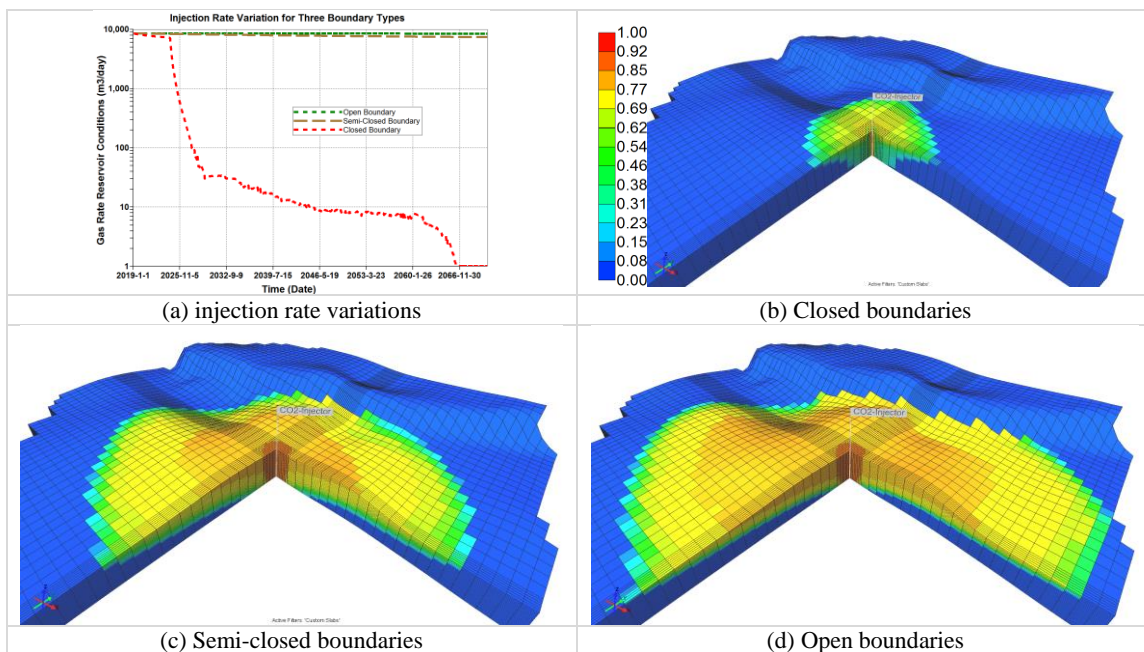 Injection Rate Variation for Three Boundary Types
Gas Rate Reservoir Conditions (m3/day)
10,000
1,000
100
10
1
Open Boundary
Semi-Closed Boundary
Closed Boundary
2019-1-1 2025-11-5 2032-9-9 2039-7-15 2046-5-19 2053-3-23 2060-1-26 2066-11-30
Time (Date)
(a) injection rate variations
1.00
0.92
0.85
0.77
0.69
0.62
0.54
0.46
0.38
0.31
0.23
0.15
0.08
0.00
CO2-Injector
Active Filters: 'Custom Slabs'
(b) Closed boundaries
CO2-Injector
Active Filters: 'Custom Slabs'
(c) Semi-closed boundaries
CO2-Injector
(d) Open boundaries